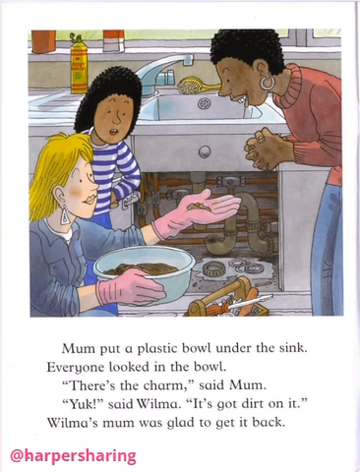 Mum put a plastic bowl under the sink.
Everyone looked in the bowl.
“There’s the charm,” said Mum.
“Yuk!” said Wilma. “It’s got dirt on it.”
Wilma’s mum was glad to get it back.
@harpersharing